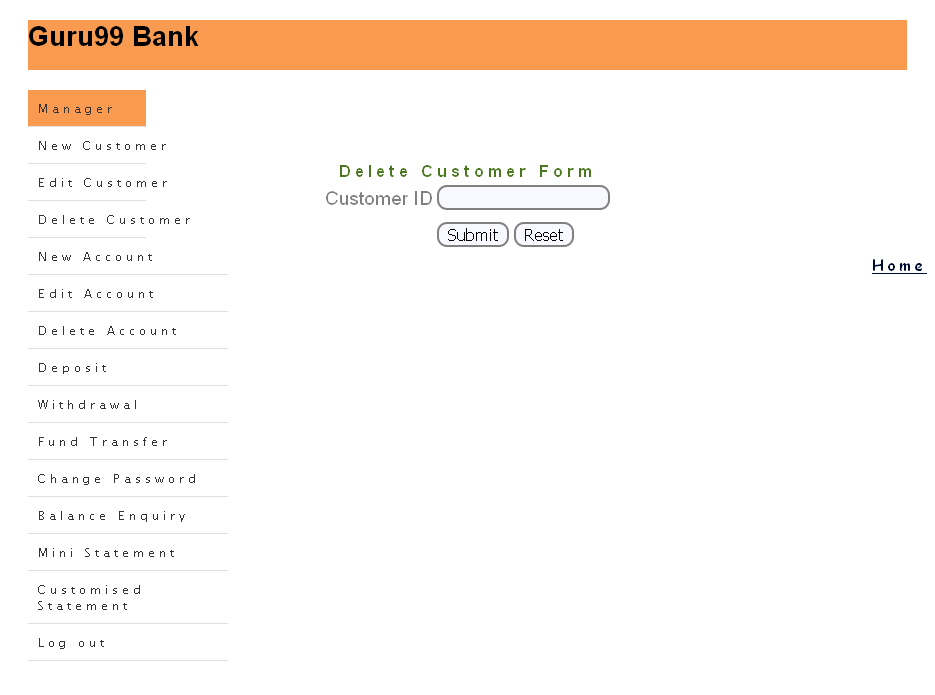 Guru99 Bank
Manager
New Customer
Edit Customer
Delete Customer
New Account
Edit Account
Delete Account
Deposit
Withdrawal
Fund Transfer
Change Password
Balance Enquiry
Mini Statement
Customised
Statement
Log out
Delete Customer Form
Customer ID
Submit Reset
Home